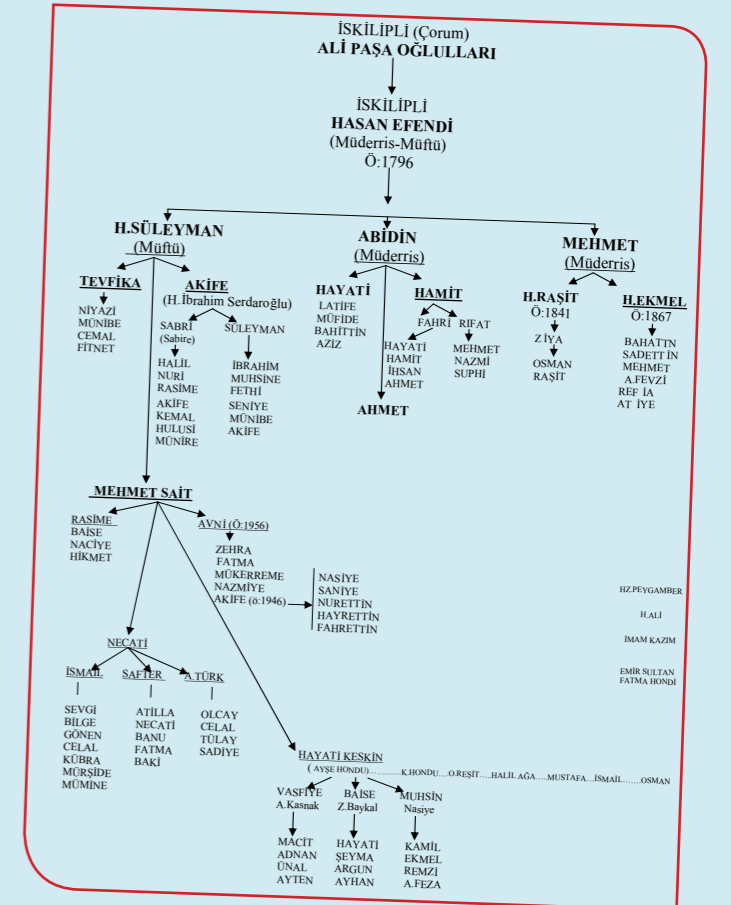 İSKİLİPLİ (Çorum)
ALİ PAŞA OĞLULLARI
İSKİLİPLİ
HASAN EFENDİ
(Müderris-Müftü)
Ö:1796
H.SÜLEYMAN
(Müftü)
TEVFİKA
NİYAZİ
MÜNİBE
CEMAL
FİTNET
AKİFE
(H.İbrahim Serdaroğlu)
SABRİ
(Sabire)
HALİL
NURİ
RASİME
AKİFE
KEMAL
HULUSİ
MÜNİRE
SÜLEYMAN
İBRAHİM
MUHSİNE
FETHİ
SENİYE
MÜNİBE
AKİFE
ABİDİN
(Müderris)
HAYATİ
LATİFE
MÜFİDE
BAHİTTİN
AZİZ
HAMİT
FAHRİ
HAYATİ
HAMİT
İHSAN
AHMET
RIFAT
MEHMET
NAZMİ
SUPHİ
AHMET
MEHMET
(Müderris)
H.RAŞİT
Ö:1841
Z İYA
OSMAN
RAŞİT
H.EKMEL
Ö:1867
BAHATTN
SADETT İN
MEHMET
A.FEVZİ
REF İA
AT İYE
MEHMET SAİT
RASİME
BAİSE
NACİYE
HİKMET
AVNİ (Ö:1956)
ZEHRA
FATMA
MÜKERREME
NAZMİYE
AKİFE (ö:1946)
NASİYE
SANİYE
NURETTİN
HAYRETTİN
FAHRETTİN
HZ.PEYGAMBER
H.ALİ
İMAM KAZIM
EMİR SULTAN
FATMA HONDİ
NECATİ
İSMAİL
SEVGİ
BİLGE
GÖNEN
CELAL
KÜBRA
MÜRŞİDE
MÜMİNE
SAFTER
ATİLLA
NECATİ
BANU
FATMA
BAKİ
A.TÜRK
OLCAY
CELAL
TÜLAY
SADİYE
HAYATİ KESKİN
( AYŞE HONDU)..........K.HONDU....O.REŞİT.....HALİL AĞA.....MUSTAFA....İSMAİL.......OSMAN
VASFİYE
A.Kasnak
MACİT
ADNAN
ÜNAL
AYTEN
BAİSE
Z.Baykal
HAYATİ
ŞEYMA
ARGUN
AYHAN
MUHSİN
Nasiye
KAMİL
EKMEL
REMZİ
A.FEZA